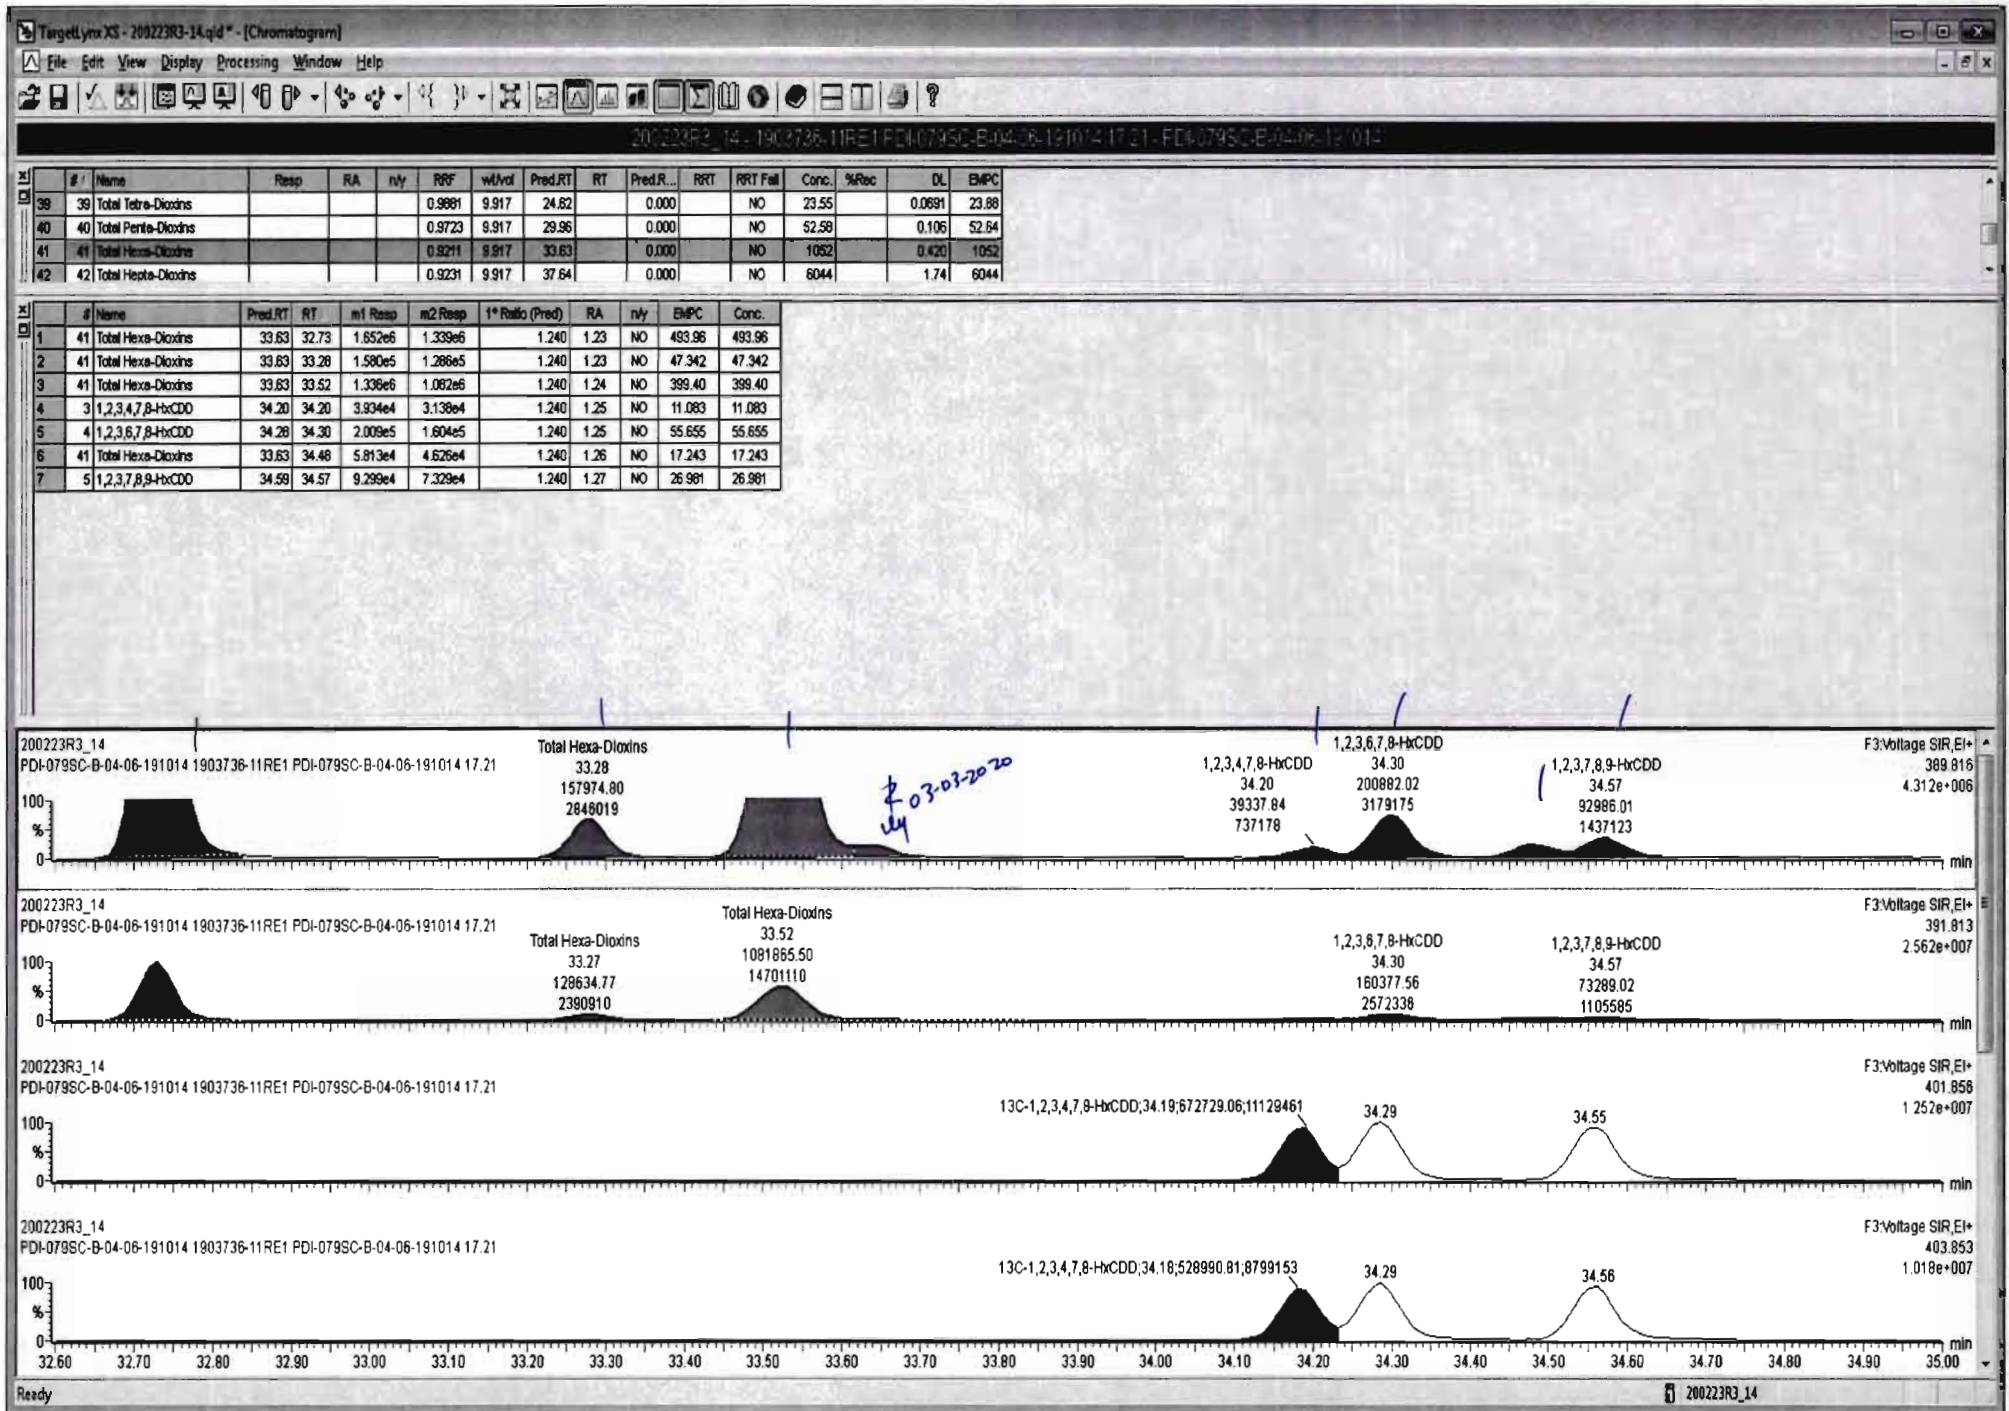 TargetLynx XS - 200223R3-14.qld * - [Chromatogram]
File Edit View Display Processing Window Help
200223R3_14 - 1903736-11RE1 PDI-079SC-B-04-06-191014 17.21 - PDI-079SC-B-04-06-191014
# Name Resp RA n/y RRF wt/vol Pred.RT RT Pred.R... RRT RRT Fail Conc. %Rec DL EMPC
39 39 Total Tetra-Dioxins 0.9881 9.917 24.62 0.000 NO 23.55 0.0691 23.88
40 40 Total Penta-Dioxins 0.9723 9.917 29.96 0.000 NO 52.58 0.106 52.64
41 41 Total Hexa-Dioxins 0.9211 9.917 33.63 0.000 NO 1052 0.420 1052
42 42 Total Hepta-Dioxins 0.9231 9.917 37.64 0.000 NO 6044 1.74 6044
# Name Pred.RT RT m1 Resp m2 Resp 1° Ratio (Pred) RA n/y EMPC Conc.
1 41 Total Hexa-Dioxins 33.63 32.73 1.652e6 1.339e6 1.240 1.23 NO 493.96 493.96
2 41 Total Hexa-Dioxins 33.63 33.28 1.580e5 1.286e5 1.240 1.23 NO 47.342 47.342
3 41 Total Hexa-Dioxins 33.63 33.52 1.336e6 1.082e6 1.240 1.24 NO 399.40 399.40
4 3 1,2,3,4,7,8-HxCDD 34.20 34.20 3.934e4 3.138e4 1.240 1.25 NO 11.083 11.083
5 4 1,2,3,6,7,8-HxCDD 34.28 34.30 2.009e5 1.604e5 1.240 1.25 NO 55.655 55.655
6 41 Total Hexa-Dioxins 33.63 34.48 5.813e4 4.626e4 1.240 1.26 NO 17.243 17.243
7 5 1,2,3,7,8,9-HxCDD 34.59 34.57 9.299e4 7.329e4 1.240 1.27 NO 26.981 26.981
200223R3_14
PDI-079SC-B-04-06-191014 1903736-11RE1 PDI-079SC-B-04-06-191014 17.21
F3:Voltage SIR,EI+
389.816
4.312e+006
Total Hexa-Dioxins
33.28
157974.80
2846019
03-03-2020
1,2,3,4,7,8-HxCDD
34.20
39337.84
737178
1,2,3,6,7,8-HxCDD
34.30
200882.02
3179175
1,2,3,7,8,9-HxCDD
34.57
92986.01
1437123
100
%
0
min
200223R3_14
PDI-079SC-B-04-06-191014 1903736-11RE1 PDI-079SC-B-04-06-191014 17.21
F3:Voltage SIR,EI+
391.813
2.562e+007
Total Hexa-Dioxins
33.27
128634.77
2390910
Total Hexa-Dioxins
33.52
1081865.50
14701110
1,2,3,6,7,8-HxCDD
34.30
160377.56
2572336
1,2,3,7,8,9-HxCDD
34.57
73289.02
1105585
100
%
0
min
200223R3_14
PDI-079SC-B-04-06-191014 1903736-11RE1 PDI-079SC-B-04-06-191014 17.21
F3:Voltage SIR,EI+
401.856
1.252e+007
13C-1,2,3,4,7,8-HxCDD;34.19;672729.06;11129461
34.29
34.55
100
%
0
min
200223R3_14
PDI-079SC-B-04-06-191014 1903736-11RE1 PDI-079SC-B-04-06-191014 17.21
F3:Voltage SIR,EI+
403.853
1.018e+007
13C-1,2,3,4,7,8-HxCDD;34.18;528990.81;8799153
34.29
34.56
100
%
0
min
32.60 32.70 32.80 32.90 33.00 33.10 33.20 33.30 33.40 33.50 33.60 33.70 33.80 33.90 34.00 34.10 34.20 34.30 34.40 34.50 34.60 34.70 34.80 34.90 35.00
Ready 200223R3_14